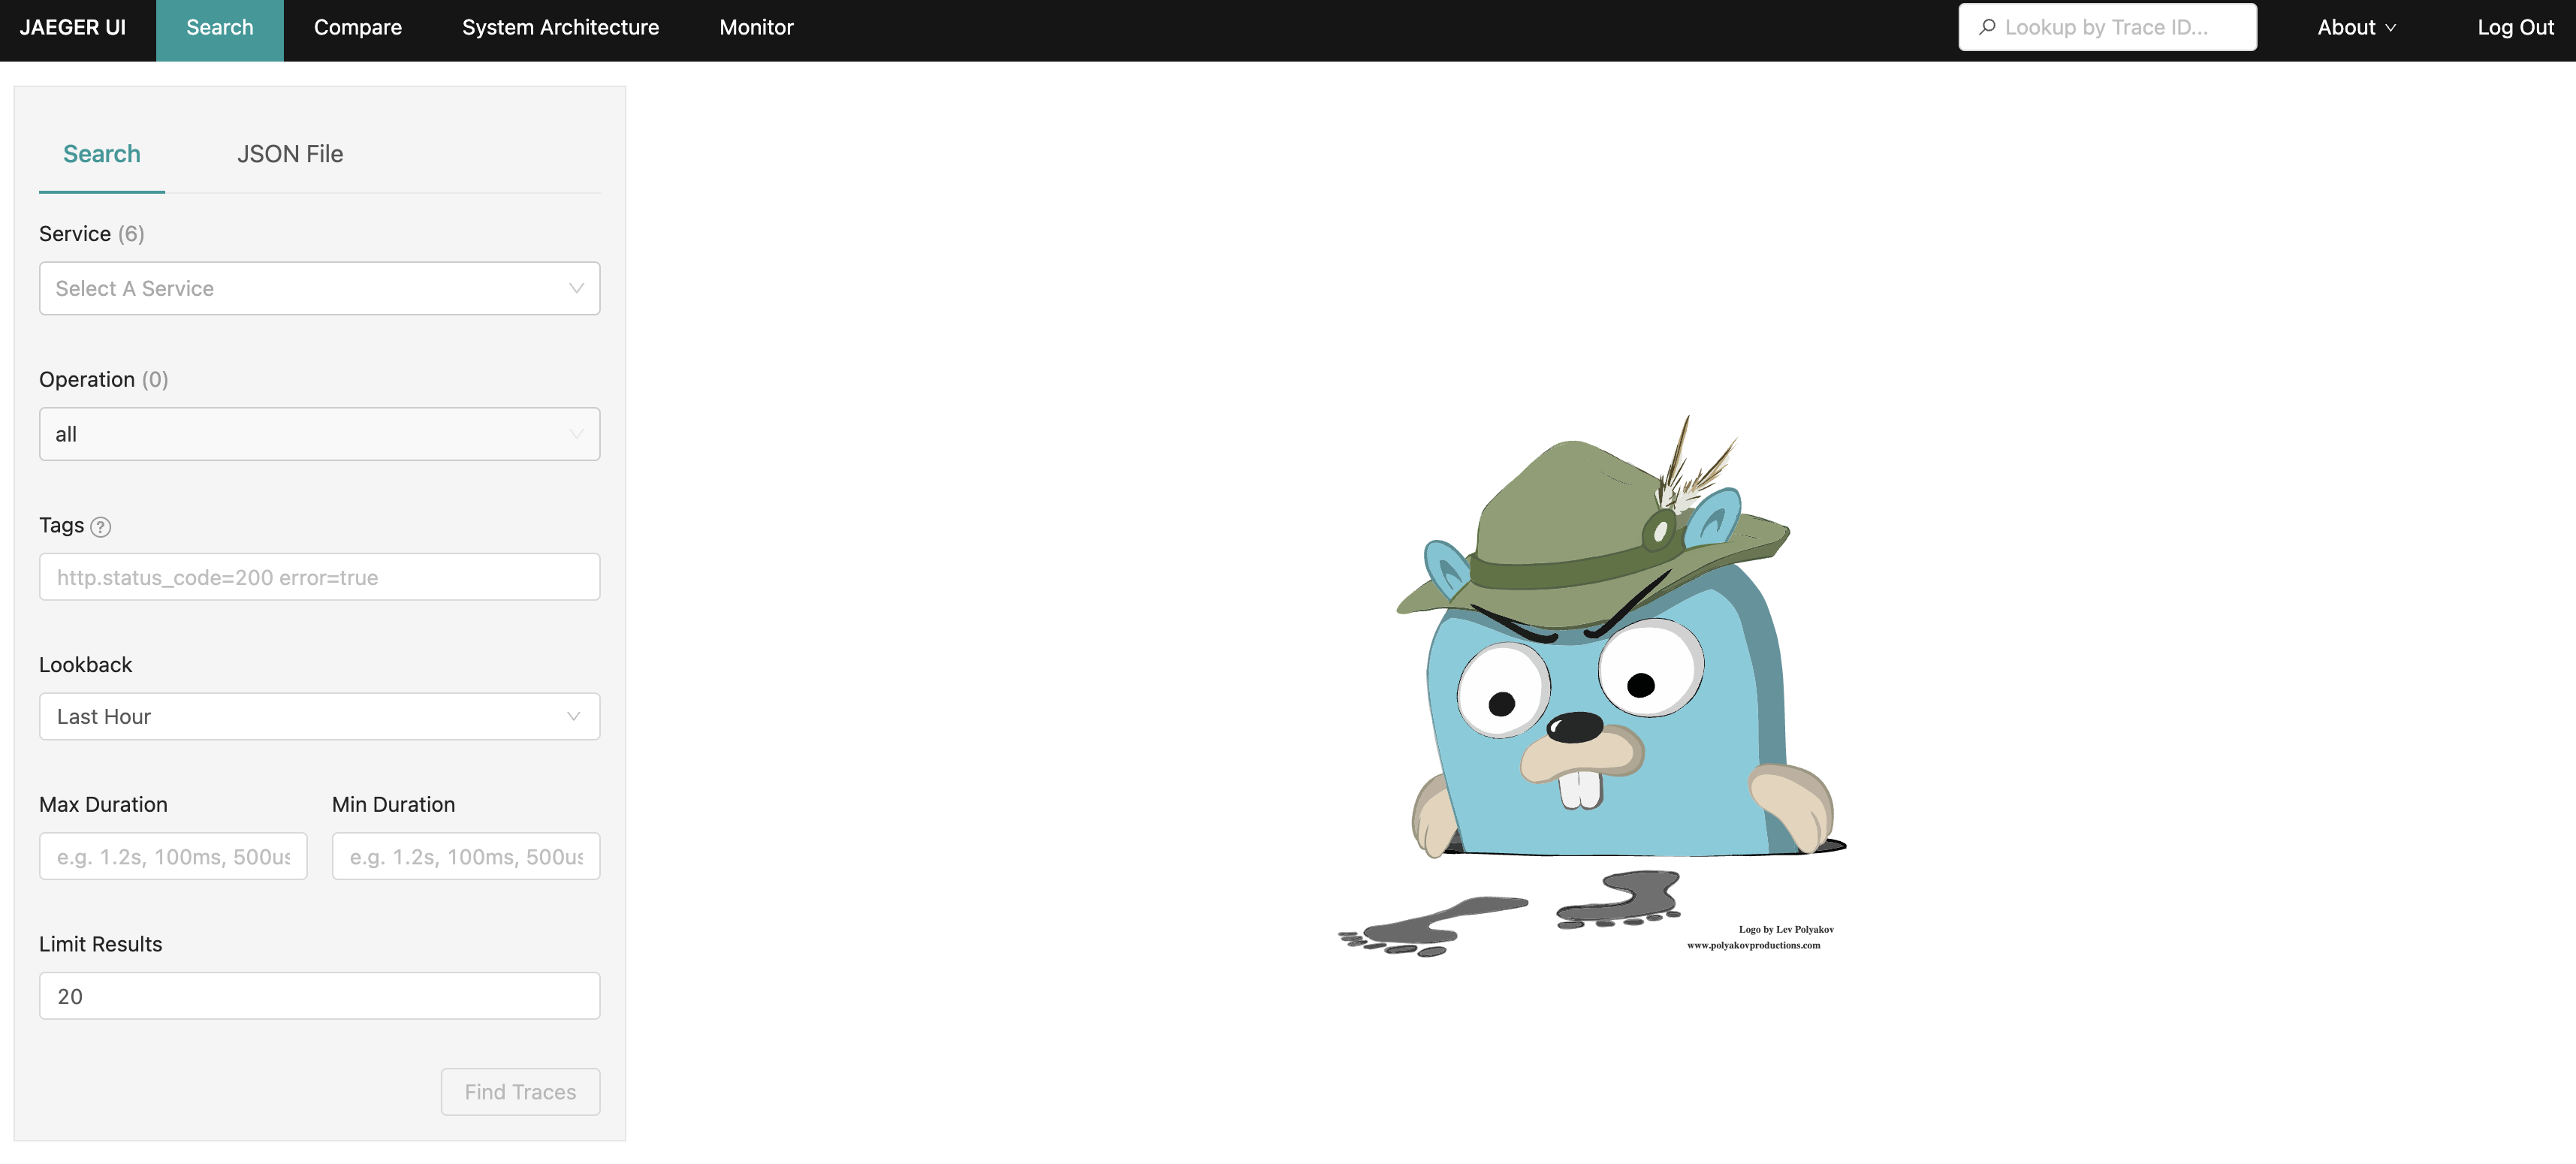 JAEGER UI Search Compare System Architecture Monitor Lookup by Trace ID... About Log Out
Search JSON File
Service (6)
Select A Service
Operation (0)
all
Tags ?
http.status_code=200 error=true
Lookback
Last Hour
Max Duration Min Duration
e.g. 1.2s, 100ms, 500us e.g. 1.2s, 100ms, 500us
Limit Results
20
Find Traces
Logo by Lev Polyakov
www.polyakovproductions.com